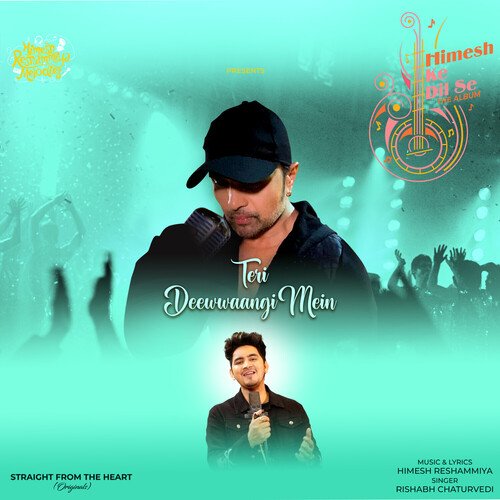 Himesh
Reshammiya
Melodies
PRESENTS
Himesh
Ke
Dil Se
THE ALBUM
Teri
Deewwaangi Mein
STRAIGHT FROM THE HEART
(Originals)
MUSIC & LYRICS
HIMESH RESHAMMIYA
SINGER
RISHABH CHATURVEDI